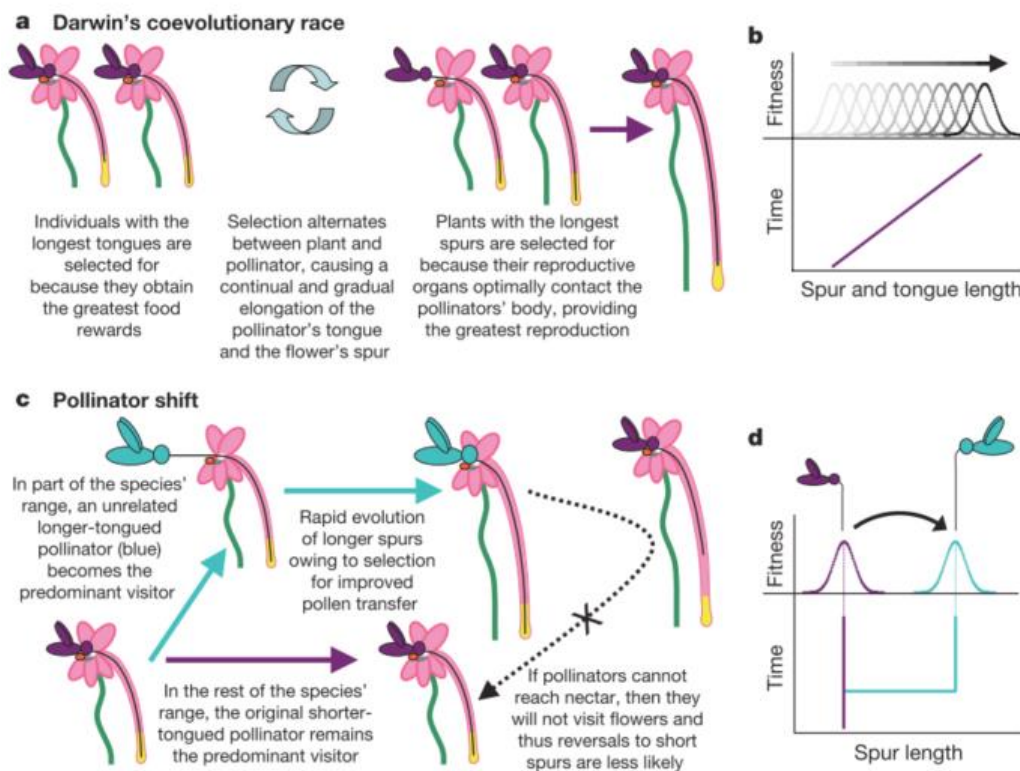 a Darwin's coevolutionary race
Individuals with the
longest tongues are
selected for
because they obtain
the greatest food
rewards
Selection alternates
between plant and
pollinator, causing a
continual and gradual
elongation of the
pollinator's tongue
and the flower's spur
Plants with the longest
spurs are selected for
because their reproductive
organs optimally contact the
pollinators' body, providing
the greatest reproduction
b
Fitness
Time
Spur and tongue length
c Pollinator shift
In part of the species'
range, an unrelated
longer-tongued
pollinator (blue)
becomes the
predominant visitor
Rapid evolution
of longer spurs
owing to selection
for improved
pollen transfer
In the rest of the species'
range, the original shorter-
tongued pollinator remains
the predominant visitor
If pollinators cannot
reach nectar, then they
will not visit flowers and
thus reversals to short
spurs are less likely
d
Fitness
Time
Spur length